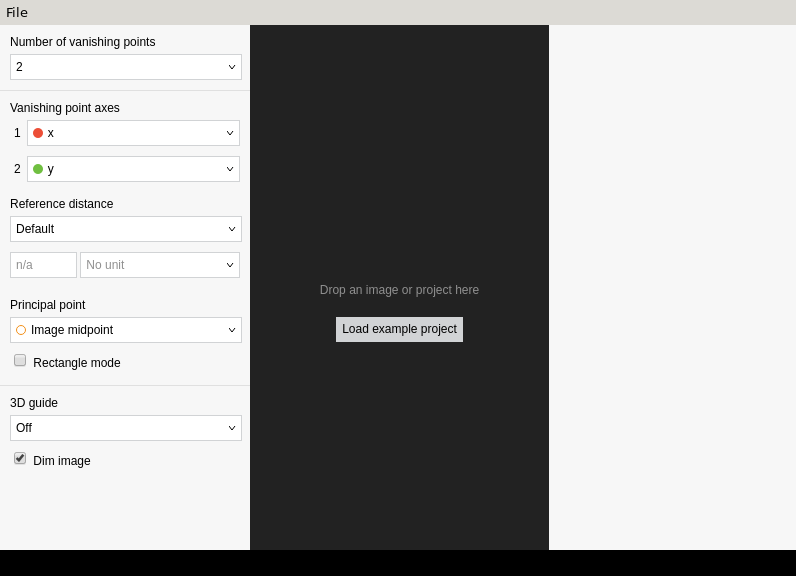 File
Number of vanishing points
2
Vanishing point axes
1 x
2 y
Reference distance
Default
n/a No unit
Principal point
Image midpoint
Rectangle mode
3D guide
Off
Dim image
Drop an image or project here
Load example project